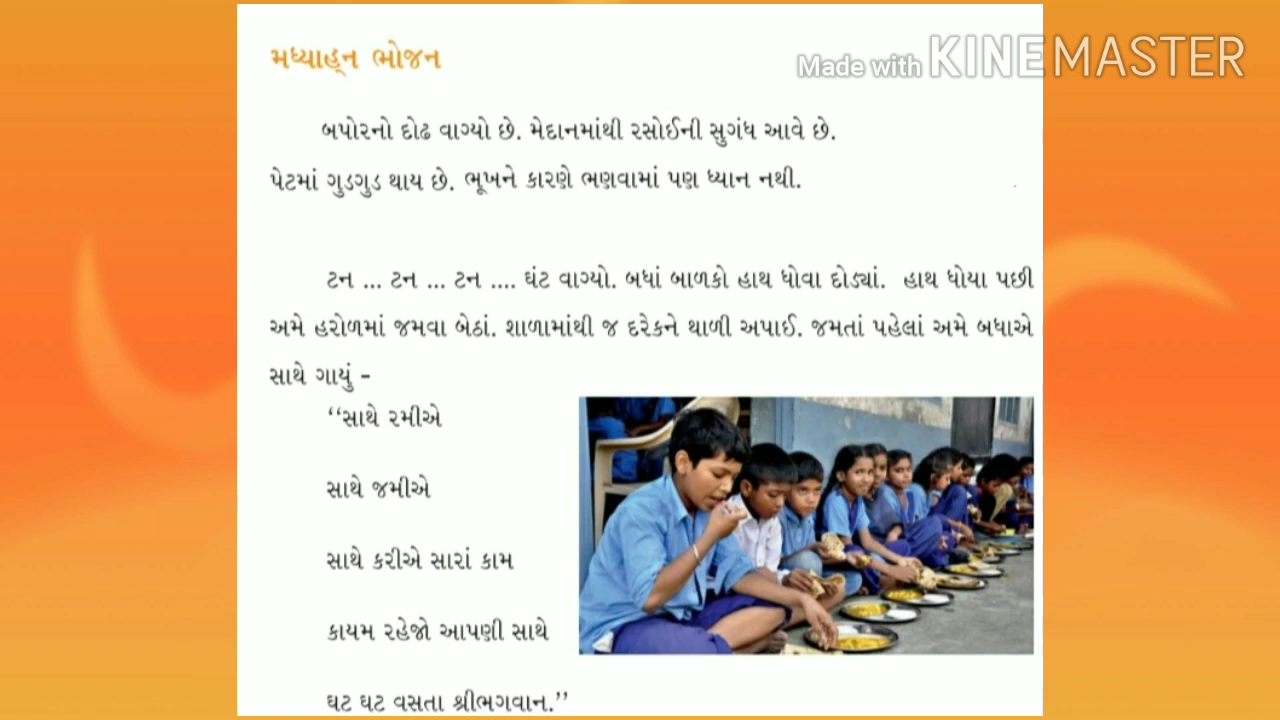 મધ્યાહ્ન ભોજન
Made with KINEMASTER
બપોરનો દોઢ વાગ્યો છે. મેદાનમાંથી રસોઈની સુગંધ આવે છે.
પેટમાં ગુડગુડ થાય છે. ભૂખને કારણે ભણવામાં પણ ધ્યાન નથી.
ટન ... ટન ... ટન .... ઘંટ વાગ્યો. બધાં બાળકો હાથ ધોવા દોડ્યાં. હાથ ધોયા પછી
અમે હરોળમાં જમવા બેઠાં. શાળામાંથી જ દરેકને થાળી અપાઈ. જમતાં પહેલાં અમે બધાએ
સાથે ગાયું –
‘‘સાથે રમીએ
સાથે જમીએ
સાથે કરીએ સારાં કામ
કાયમ રહેજો આપણી સાથે
ઘટ ઘટ વસતા શ્રીભગવાન.’’